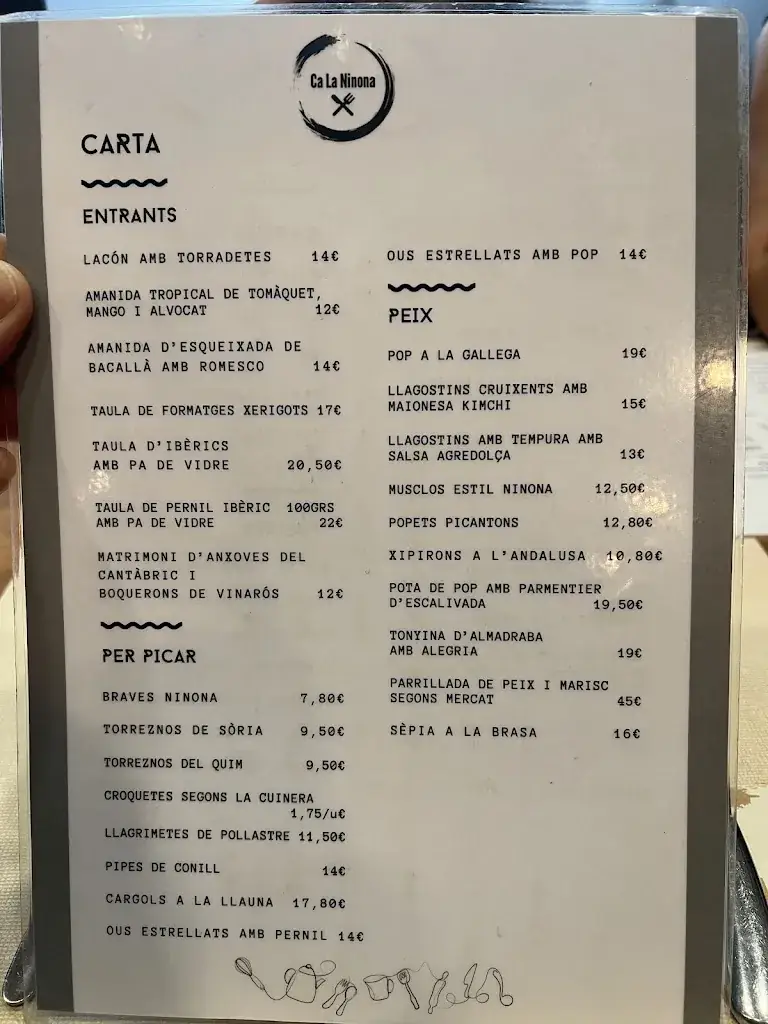 Ca La Ninona
CARTA
ENTRANTS
LACÓN AMB TORRADETES 14€
AMANIDA TROPICAL DE TOMÀQUET,
MANGO I ALVOCAT 12€
AMANIDA D'ESQUEIXADA DE
BACALLÀ AMB ROMESCO 14€
TAULA DE FORMATGES XERIGOTS 17€
TAULA D'IBÈRICS
AMB PA DE VIDRE 20,50€
TAULA DE PERNIL IBÈRIC 100GRS
AMB PA DE VIDRE 22€
MATRIMONI D'ANXOVES DEL
CANTÀBRIC I
BOQUERONS DE VINARÓS 12€
PER PICAR
BRAVES NINONA 7,80€
TORREZNOS DE SÒRIA 9,50€
TORREZNOS DEL QUIM 9,50€
CROQUETES SEGONS LA CUINERA
1,75/u€
LLAGRIMETES DE POLLASTRE 11,50€
PIPES DE CONILL 14€
CARGOLS A LA LLAUNA 17,80€
OUS ESTRELLATS AMB PERNIL 14€
OUS ESTRELLATS AMB POP 14€
PEIX
POP A LA GALLEGA 19€
LLAGOSTINS CRUIXENTS AMB
MAIONESA KIMCHI 15€
LLAGOSTINS AMB TEMPURA AMB
SALSA AGREDOLÇA 13€
MUSCLOS ESTIL NINONA 12,50€
POPETS PICANTONS 12,80€
XIPIRONS A L'ANDALUSA 10,80€
POTA DE POP AMB PARMENTIER
D'ESCALIVADA 19,50€
TONYINA D'ALMADRABA
AMB ALEGRIA 19€
PARRILLADA DE PEIX I MARISC
SEGONS MERCAT 45€
SÈPIA A LA BRASA 16€